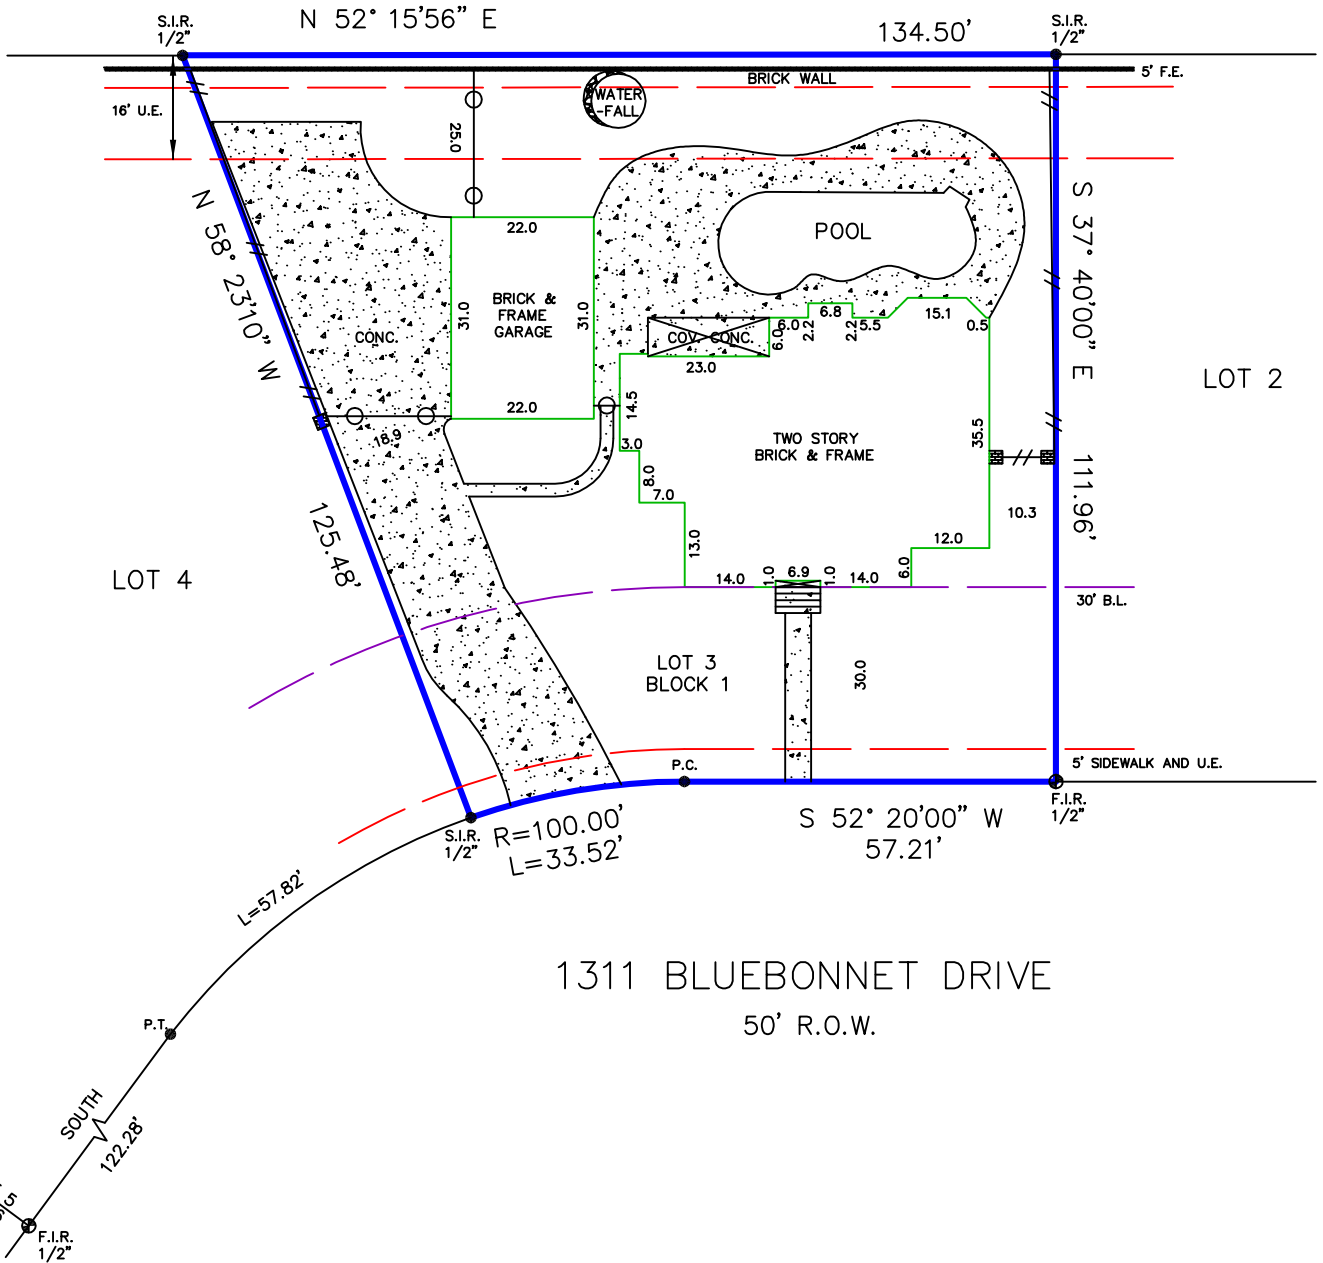 S.I.R.
1/2"
N 52° 15'56" E
134.50'
S.I.R.
1/2"
BRICK WALL
5' F.E.
16' U.E.
WATER
-FALL
25.0
N 58° 23'10" W
S 37° 40'00" E
22.0
POOL
31.0
BRICK &
FRAME
GARAGE
31.0
CONC.
COV. CONC.
6.0
6.0
2.2
6.8
2.2
5.5
15.1
0.5
23.0
LOT 2
22.0
14.5
18.9
3.0
TWO STORY
BRICK & FRAME
35.5
8.0
7.0
111.96'
10.3
125.48'
13.0
12.0
6.0
LOT 4
14.0
1.0
6.9
1.0
14.0
30' B.L.
LOT 3
BLOCK 1
30.0
P.C.
5' SIDEWALK AND U.E.
S.I.R.
1/2"
R=100.00'
L=33.52'
S 52° 20'00" W
57.21'
F.I.R.
1/2"
L=57.82'
1311 BLUEBONNET DRIVE
50' R.O.W.
P.T.
SOUTH
122.28'
F.I.R.
1/2"